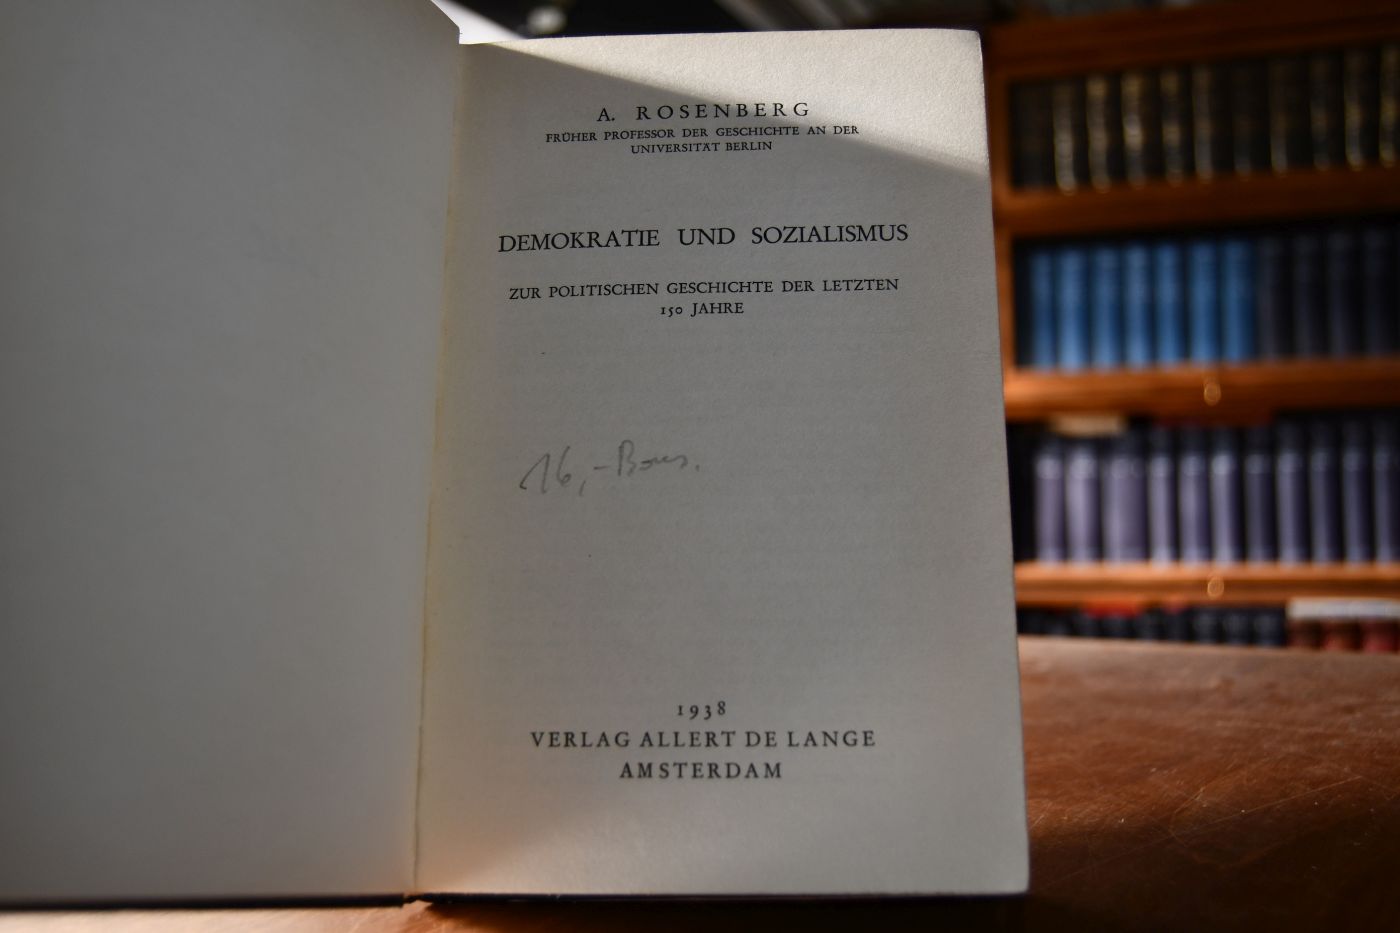 A. ROSENBERG
FRÜHER PROFESSOR DER GESCHICHTE AN DER
UNIVERSITÄT BERLIN
DEMOKRATIE UND SOZIALISMUS
ZUR POLITISCHEN GESCHICHTE DER LETZTEN
150 JAHRE
16,-
1938
VERLAG ALLERT DE LANGE
AMSTERDAM